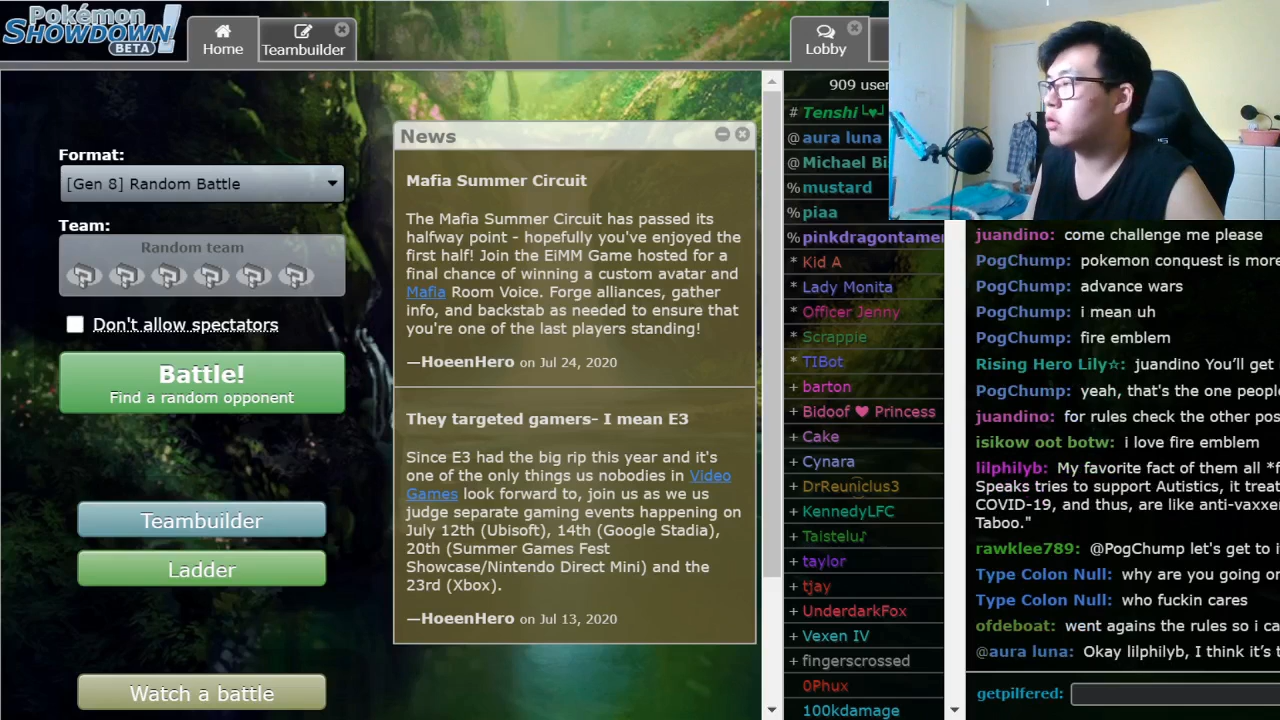 Pokémon
SHOWDOWN!
BETA
Home
Teambuilder
Lobby
Format:
[Gen 8] Random Battle
Team:
Random team
Don't allow spectators
Battle!
Find a random opponent
Teambuilder
Ladder
Watch a battle
News
Mafia Summer Circuit
The Mafia Summer Circuit has passed its
halfway point - hopefully you've enjoyed the
first half! Join the EiMM Game hosted for a
final chance of winning a custom avatar and
Mafia Room Voice. Forge alliances, gather
info, and backstab as needed to ensure that
you're one of the last players standing!
—HoeenHero on Jul 24, 2020
They targeted gamers- I mean E3
Since E3 had the big rip this year and it's
one of the only things us nobodies in Video
Games look forward to, join us as we us
judge separate gaming events happening on
July 12th (Ubisoft), 14th (Google Stadia),
20th (Summer Games Fest
Showcase/Nintendo Direct Mini) and the
23rd (Xbox).
—HoeenHero on Jul 13, 2020
909 user
# Tenshi└♥┘
@ aura luna
@ Michael Bi
% mustard
% piaa
% pinkdragontamer
* Kid A
* Lady Monita
* Officer Jenny
* Scrappie
* TIBot
+ barton
+ Bidoof ♥ Princess
+ Cake
+ Cynara
+ DrReuniclus3
+ KennedyLFC
+ Taistelu♪
+ taylor
+ tjay
+ UnderdarkFox
+ Vexen IV
+ fingerscrossed
0Phux
100kdamage
juandino: come challenge me please
PogChump: pokemon conquest is more
PogChump: advance wars
PogChump: i mean uh
PogChump: fire emblem
Rising Hero Lily☆: juandino You'll get
PogChump: yeah, that's the one people
juandino: for rules check the other pos
isikow oot botw: i love fire emblem
lilphilyb: My favorite fact of them all *f
Speaks tries to support Autistics, it treat
COVID-19, and thus, are like anti-vaxxer
Taboo."
rawklee789: @PogChump let's get to i
Type Colon Null: why are you going on
Type Colon Null: who fuckin cares
ofdeboat: went agains the rules so i ca
@aura luna: Okay lilphilyb, I think it's t
getpilfered: